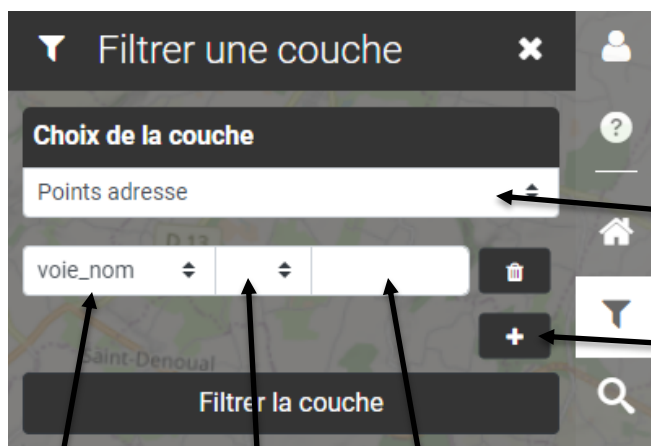 Filtrer une couche
Choix de la couche
Points adresse
D 13
voie_nom
Saint-Denoual
Filtrer la couche